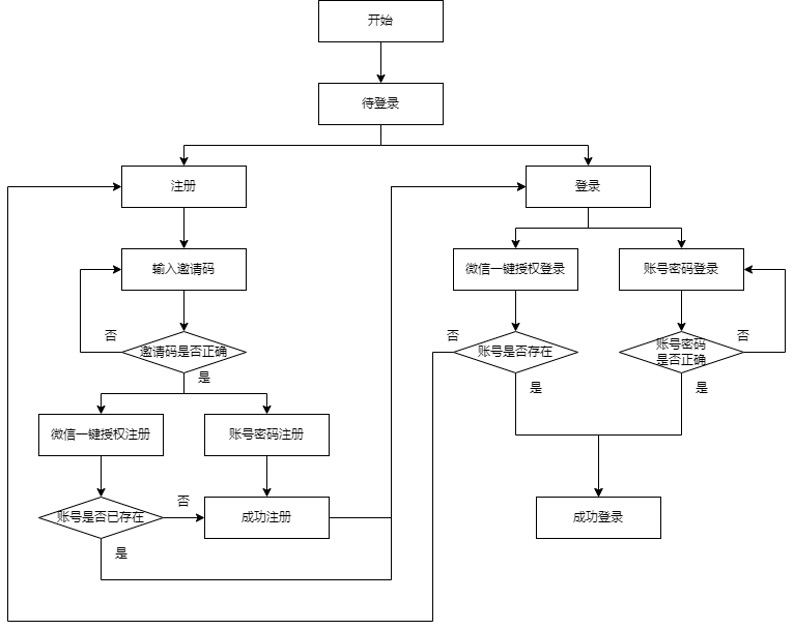 开始
待登录
注册
登录
输入邀请码
微信一键授权登录
账号密码登录
否
邀请码是否正确
是
否
账号是否存在
是
账号密码
是否正确
否
是
微信一键授权注册
账号密码注册
账号是否已存在
否
是
成功注册
成功登录